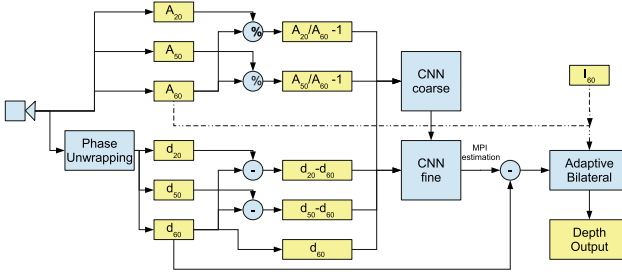 A20
%
A20/A60 -1
A50
A60
%
A50/A60 -1
CNN
coarse
I60
Phase
Unwrapping
d20
-
d20-d60
CNN
fine
MPI
estimation
-
Adaptive
Bilateral
d50
-
d50-d60
d60
d60
Depth
Output